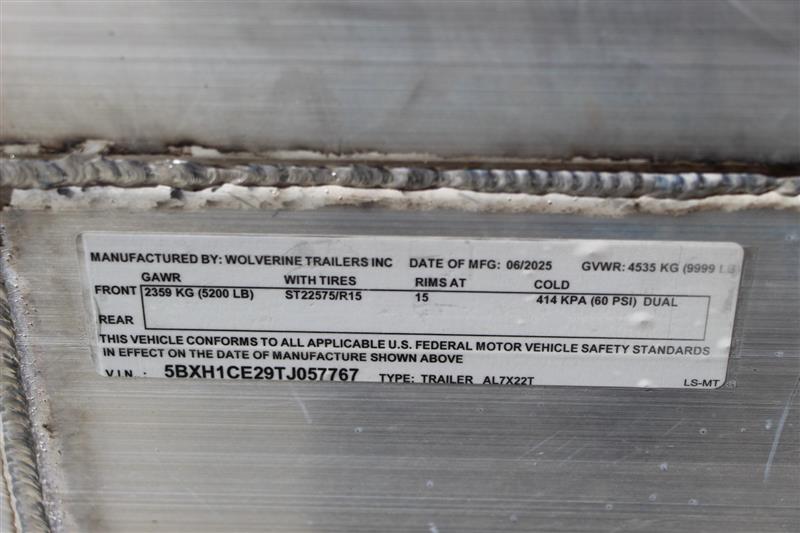 MANUFACTURED BY: WOLVERINE TRAILERS INC DATE OF MFG: 06/2025 GVWR: 4535 KG (9999 LB
GAWR WITH TIRES RIMS AT COLD
FRONT 2359 KG (5200 LB) ST22575/R15 15 414 KPA (60 PSI) DUAL
REAR
THIS VEHICLE CONFORMS TO ALL APPLICABLE U.S. FEDERAL MOTOR VEHICLE SAFETY STANDARDS
IN EFFECT ON THE DATE OF MANUFACTURE SHOWN ABOVE
V.I.N.: 5BXH1CE29TJ057767 TYPE: TRAILER AL7X22T LS-MT